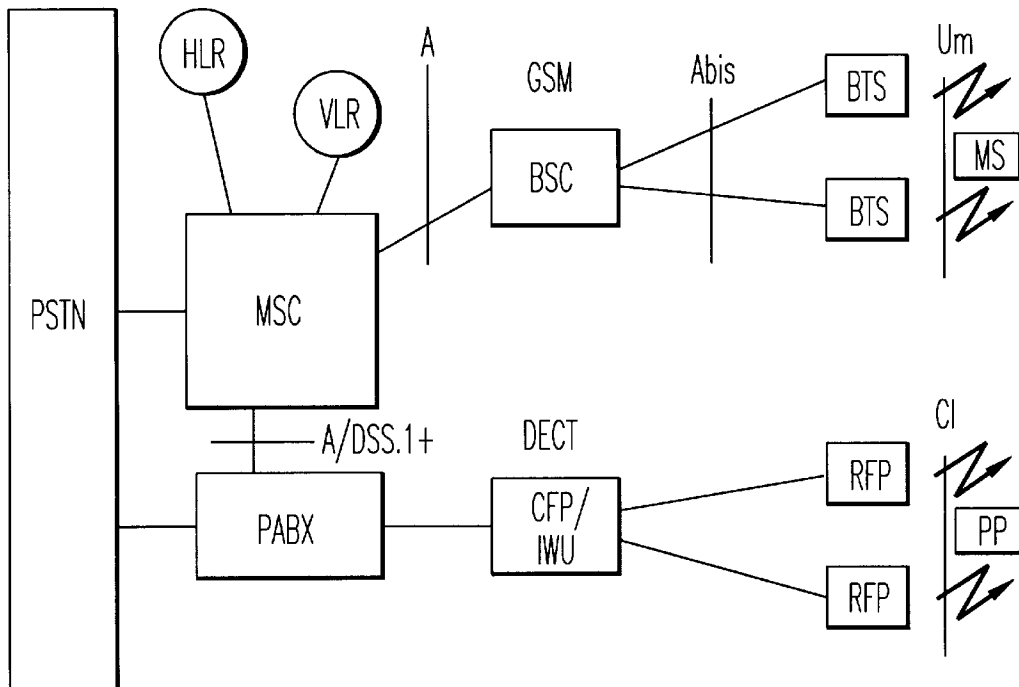 HLR
VLR
A
GSM
Abis
Um
BTS
MS
BSC
BTS
PSTN
MSC
A/DSS.1+
DECT
CI
RFP
PABX
CFP/
IWU
PP
RFP